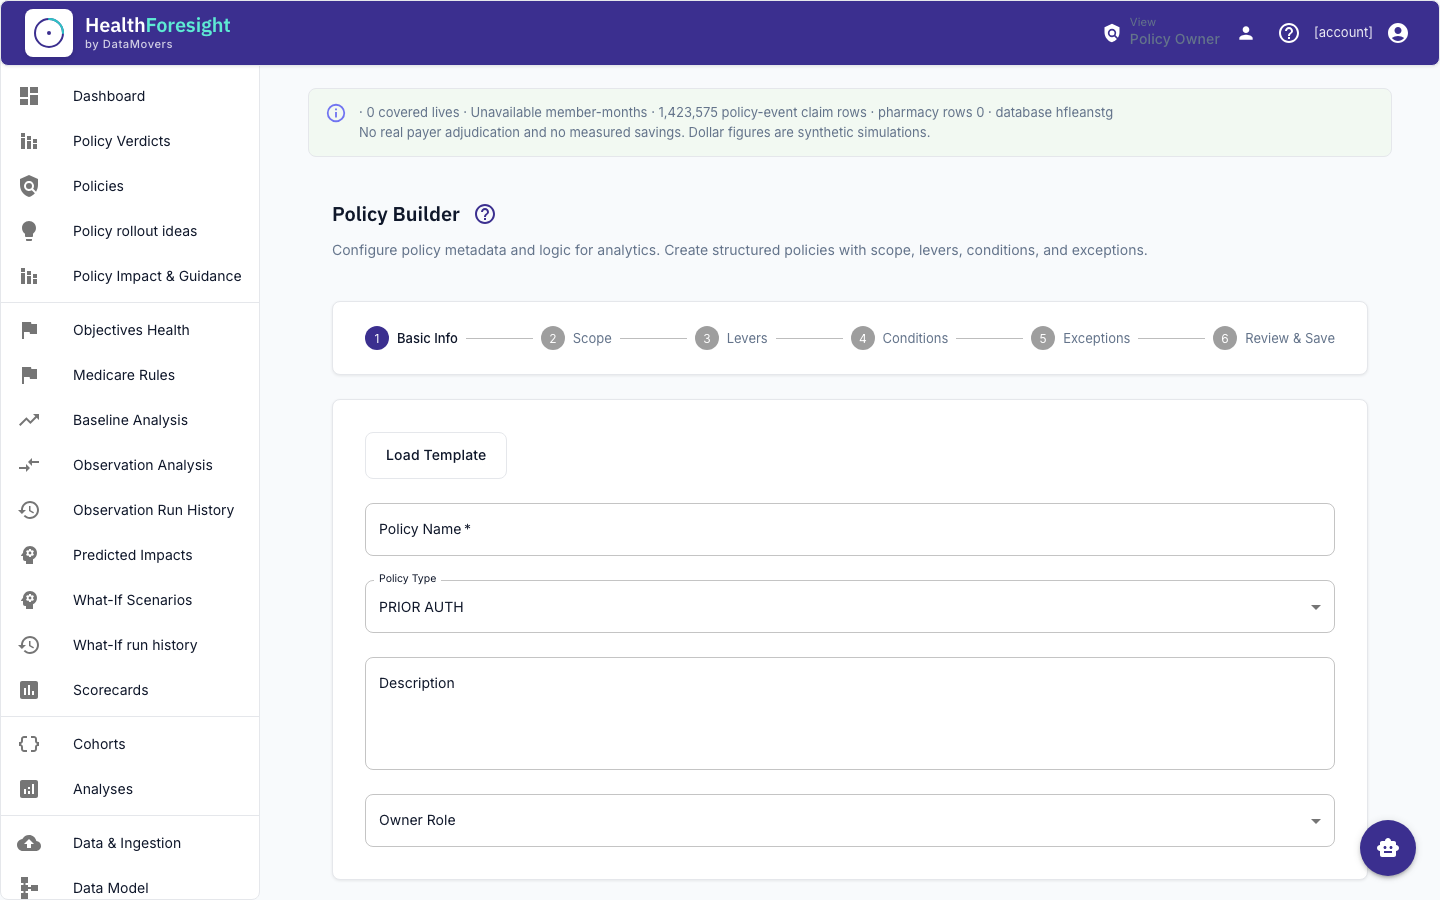 HealthForesight
by DataMovers
View
Policy Owner
[account]
Dashboard
Policy Verdicts
Policies
Policy rollout ideas
Policy Impact & Guidance
Objectives Health
Medicare Rules
Baseline Analysis
Observation Analysis
Observation Run History
Predicted Impacts
What-If Scenarios
What-If run history
Scorecards
Cohorts
Analyses
Data & Ingestion
Data Model
· 0 covered lives · Unavailable member-months · 1,423,575 policy-event claim rows · pharmacy rows 0 · database hfleanstg
No real payer adjudication and no measured savings. Dollar figures are synthetic simulations.
Policy Builder
Configure policy metadata and logic for analytics. Create structured policies with scope, levers, conditions, and exceptions.
1 Basic Info 2 Scope 3 Levers 4 Conditions 5 Exceptions 6 Review & Save
Load Template
Policy Name *
Policy Type
PRIOR AUTH
Description
Owner Role